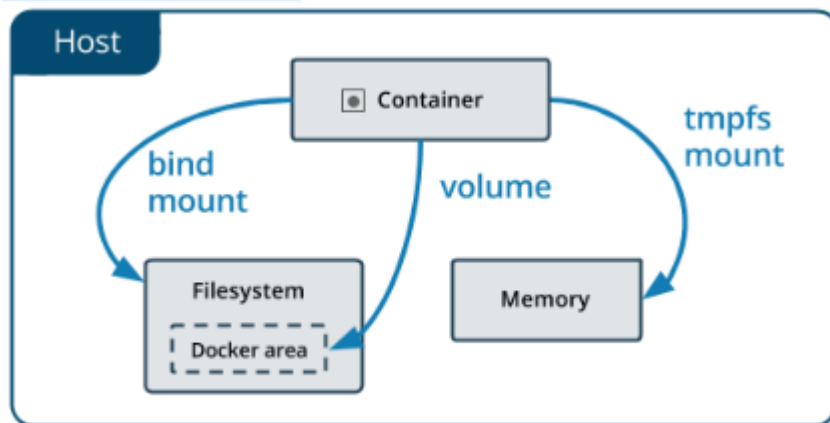 Host
Container
bind
mount
volume
tmpfs
mount
Filesystem
Docker area
Memory